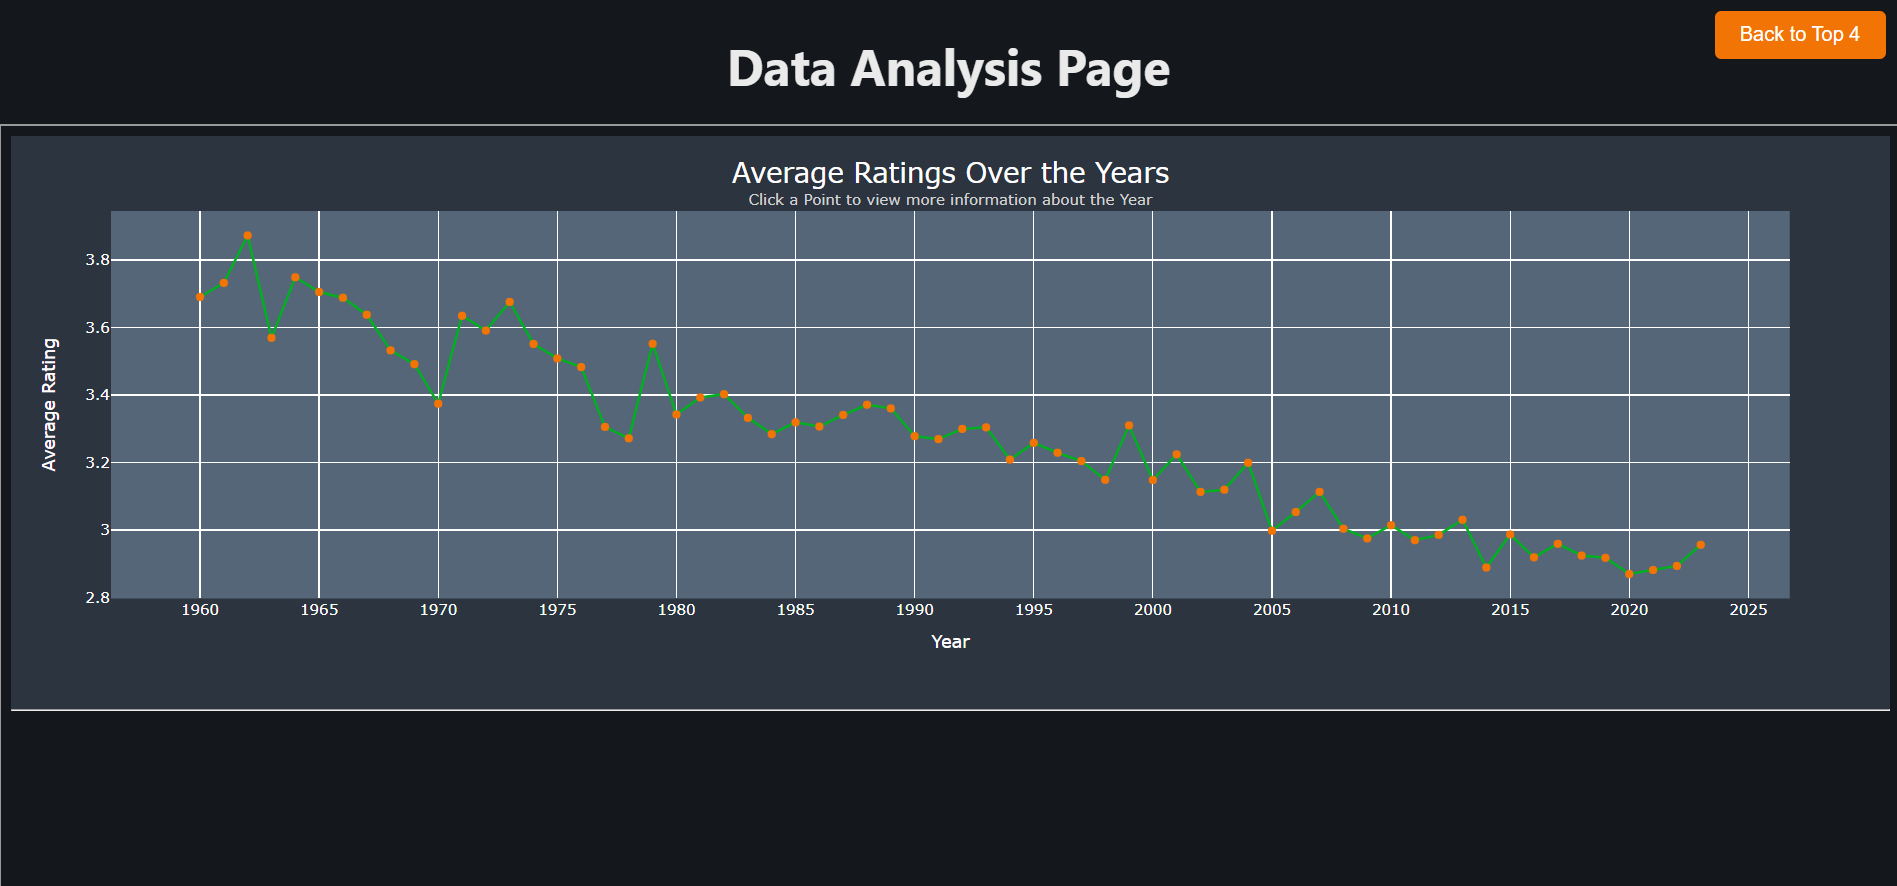 Back to Top 4
Data Analysis Page
Average Ratings Over the Years
Click a Point to view more information about the Year
3.8
3.6
3.4
3.2
3
2.8
Average Rating
1960 1965 1970 1975 1980 1985 1990 1995 2000 2005 2010 2015 2020 2025
Year